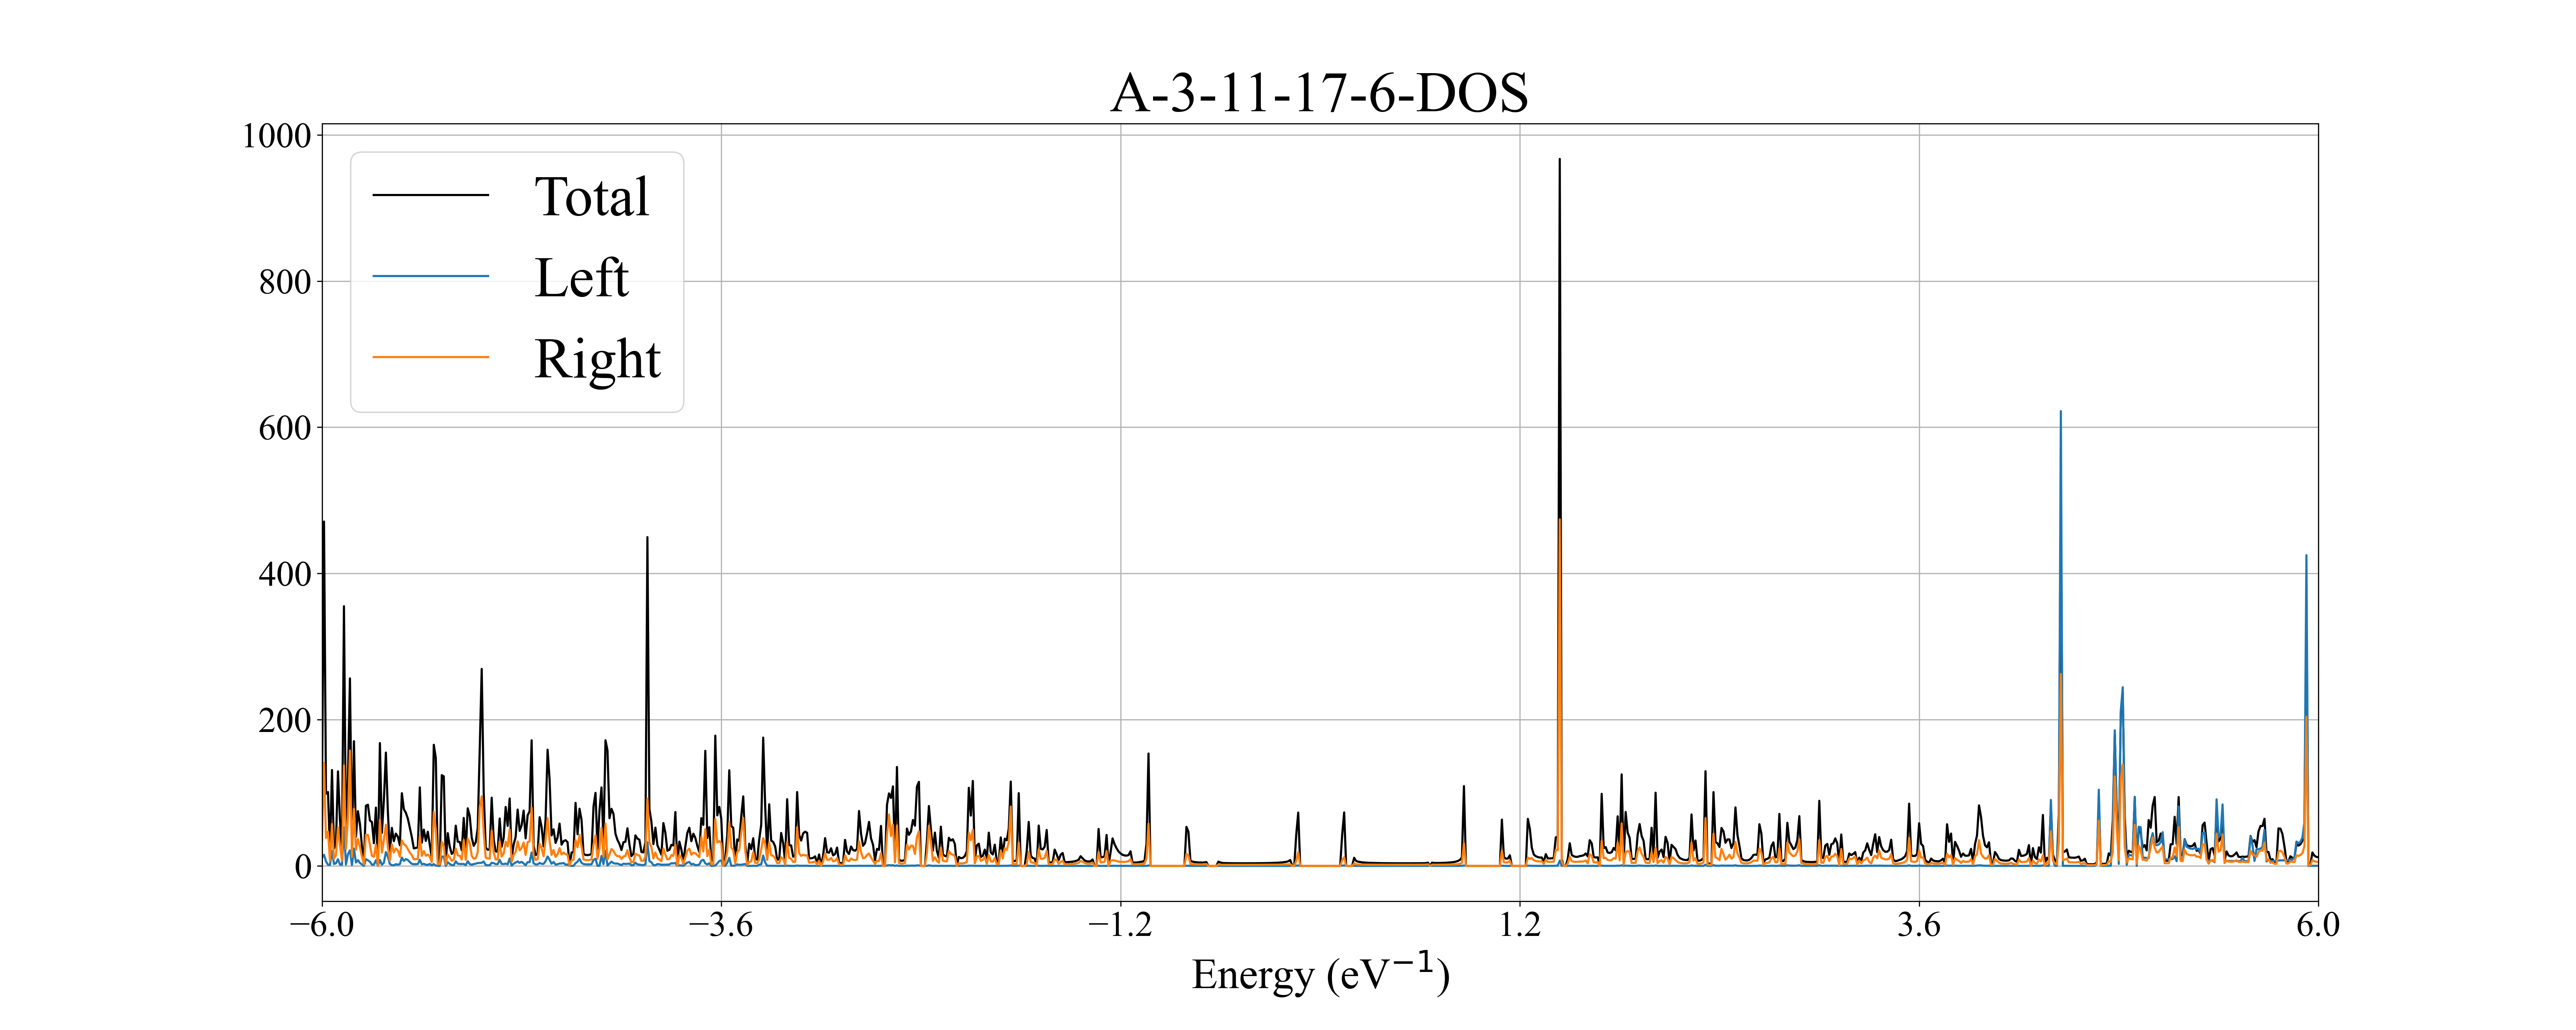 A-3-11-17-6-DOS
1000
800
600
400
200
0
Total
Left
Right
−6.0 −3.6 −1.2 1.2 3.6 6.0
Energy (eV⁻¹)